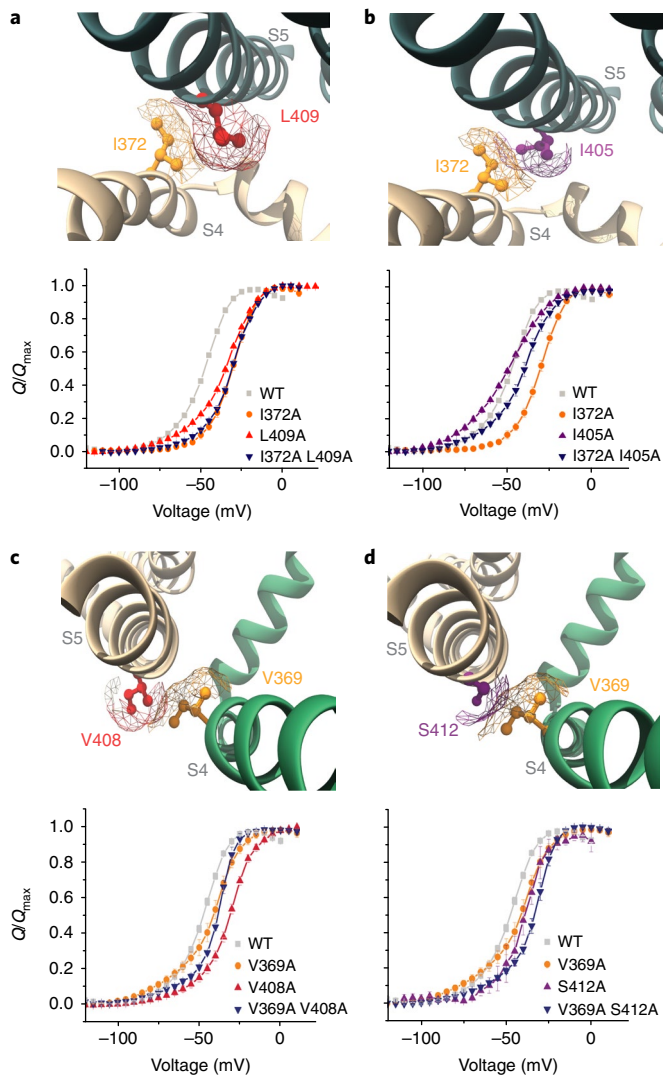 a
S5
L409
I372
S4
1.0
0.8
0.6
0.4
0.2
0.0
Q/Qmax
WT
I372A
L409A
I372A L409A
–100 –50 0
Voltage (mV)
b
S5
I405
I372
S4
WT
I372A
I405A
I372A I405A
–100 –50 0
Voltage (mV)
c
S5
V369
V408
S4
1.0
0.8
0.6
0.4
0.2
0.0
Q/Qmax
WT
V369A
V408A
V369A V408A
–100 –50 0
Voltage (mV)
d
S5
V369
S412
S4
WT
V369A
S412A
V369A S412A
–100 –50 0
Voltage (mV)